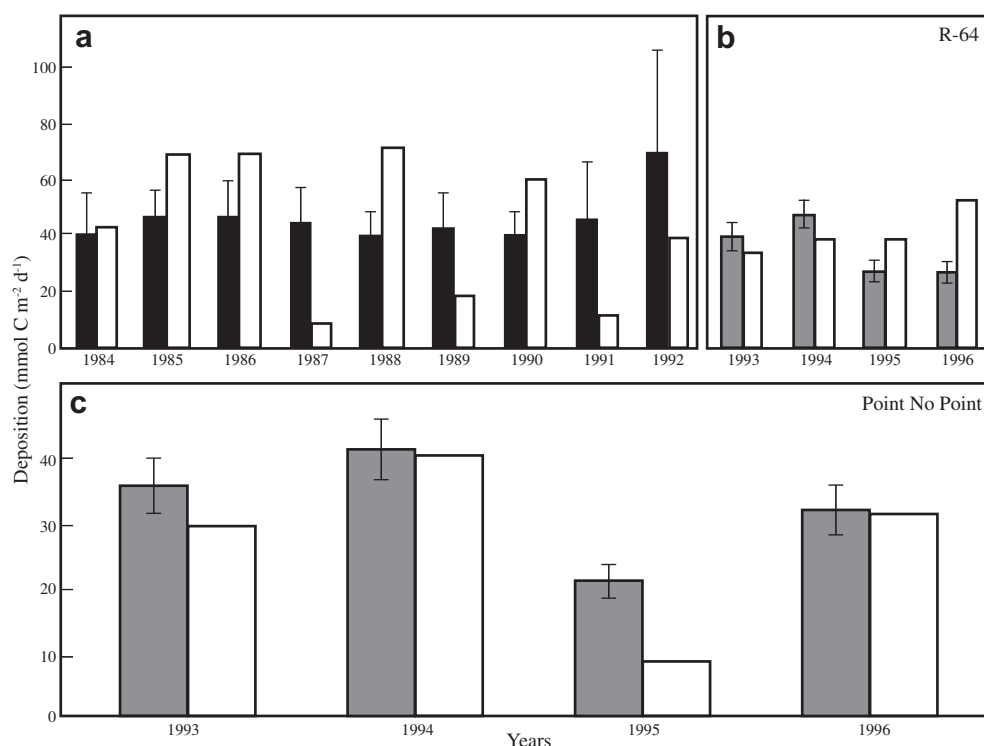 a
100
80
60
40
20
0
1984 1985 1986 1987 1988 1989 1990 1991 1992
b
R-64
1993 1994 1995 1996
Deposition (mmol C m-2 d-1)
c
Point No Point
40
30
20
10
0
1993 1994 1995 1996
Years